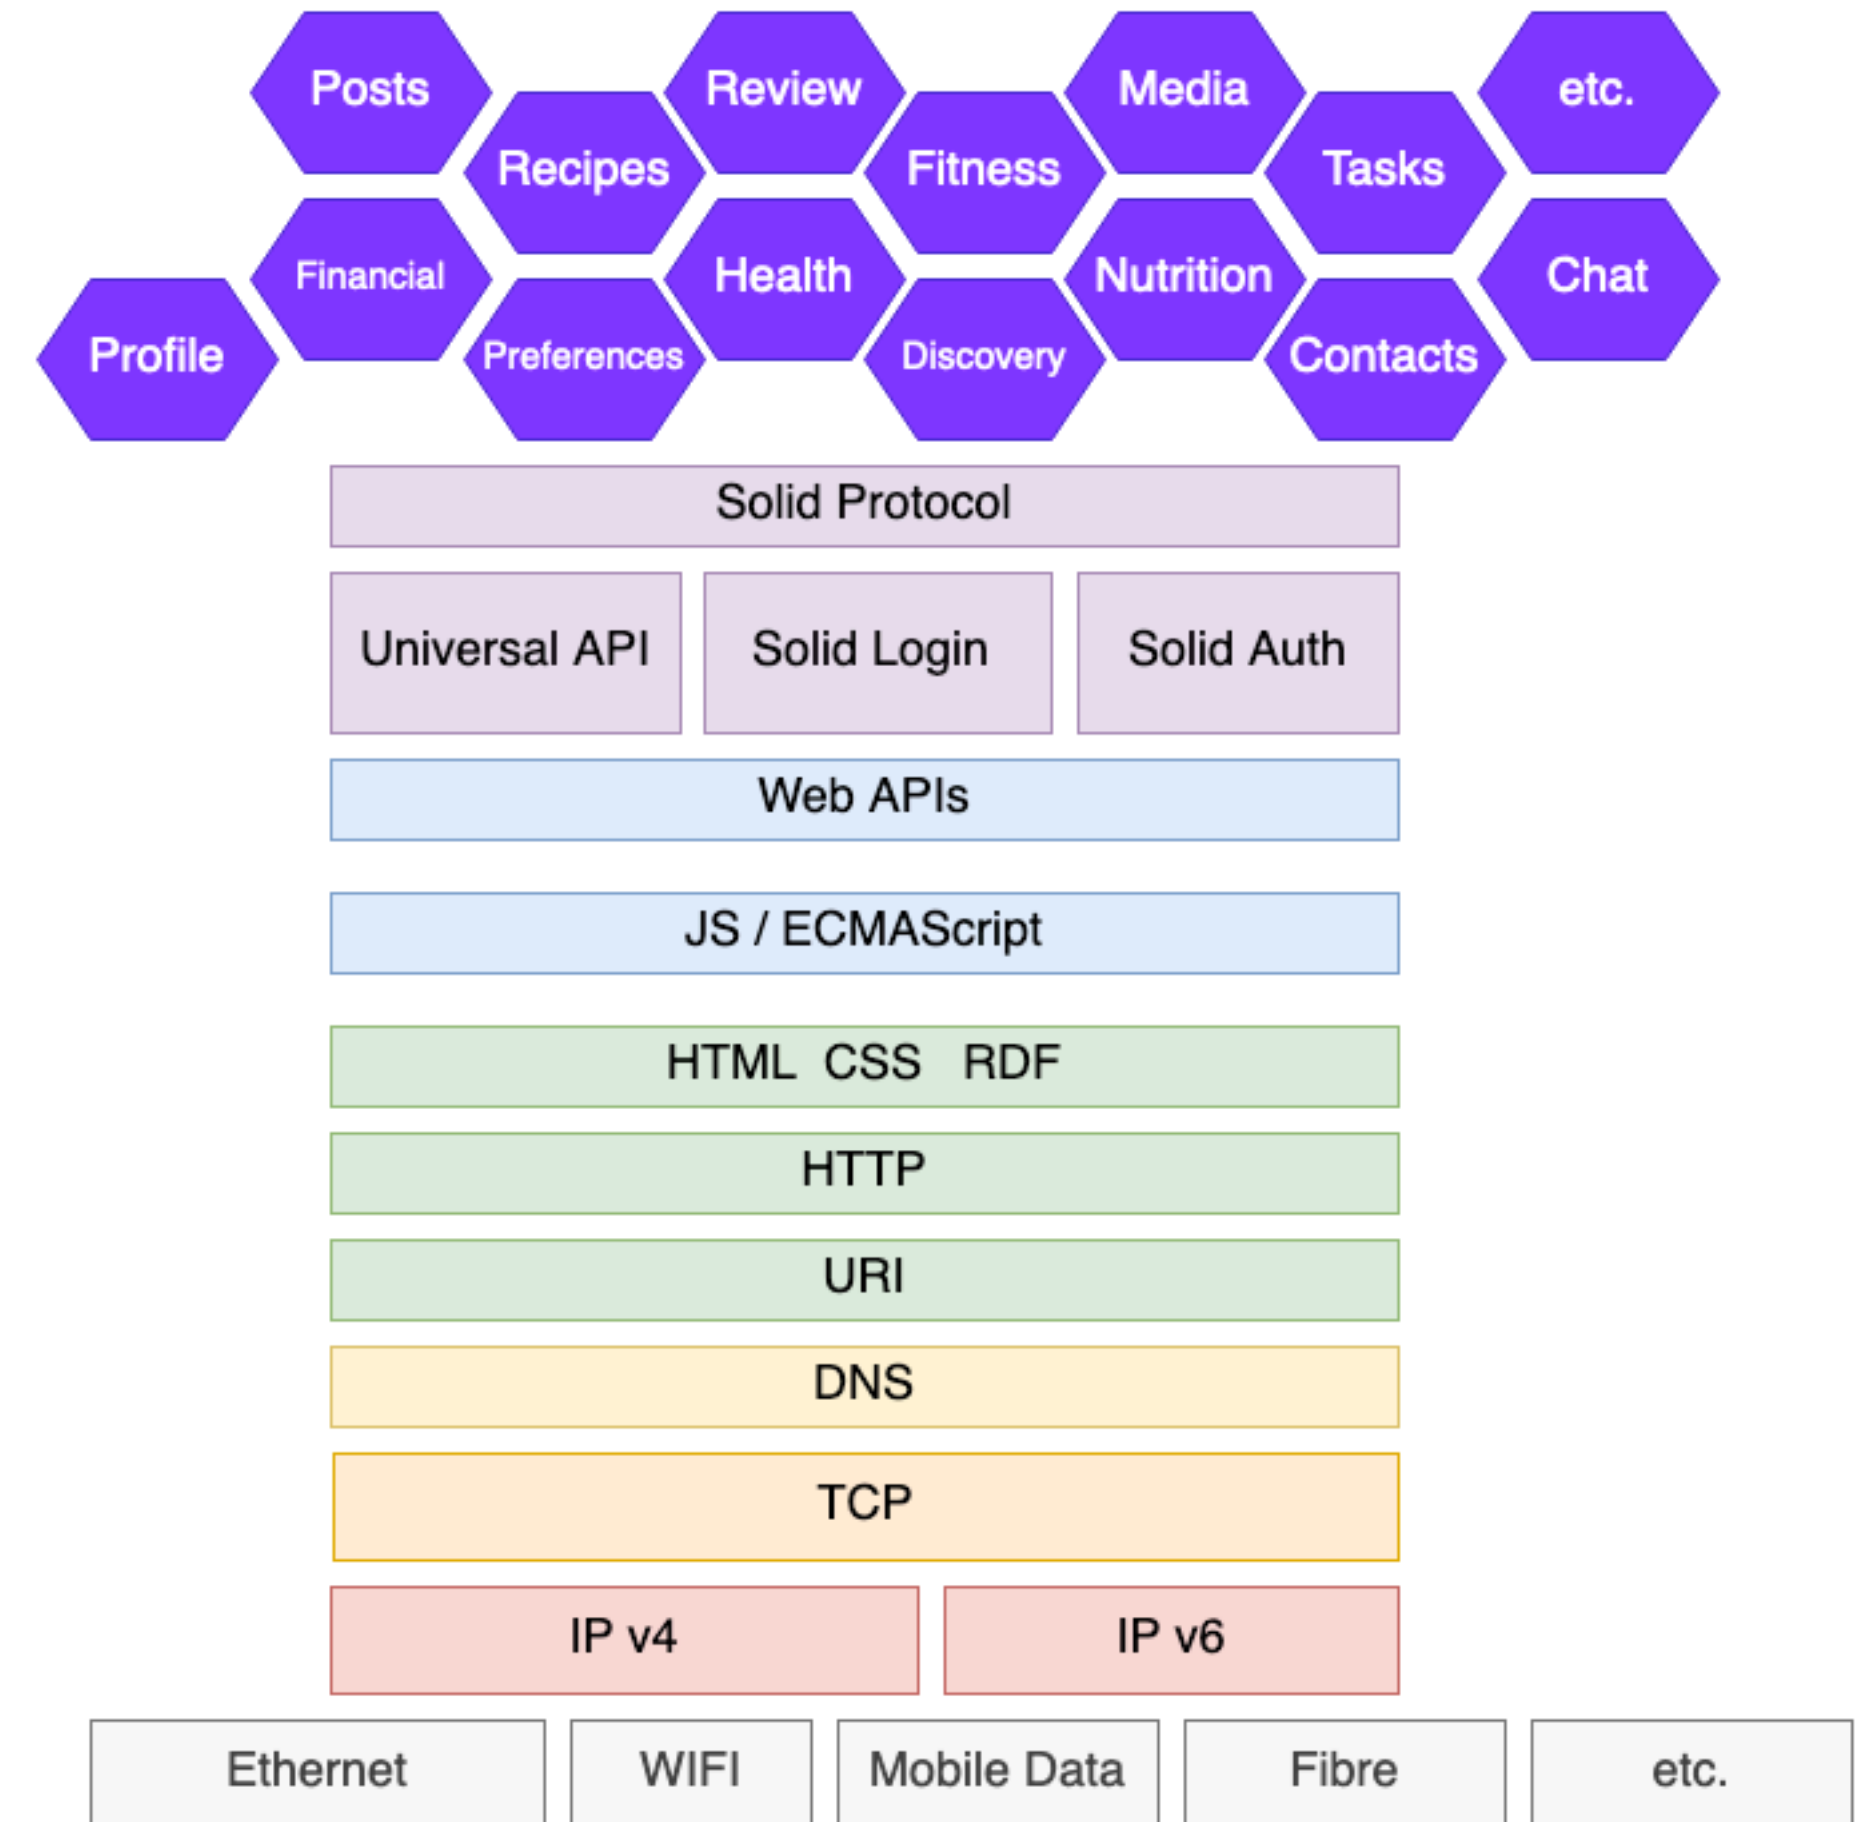 Posts
Review
Media
etc.
Recipes
Fitness
Tasks
Financial
Health
Nutrition
Chat
Profile
Preferences
Discovery
Contacts
Solid Protocol
Universal API
Solid Login
Solid Auth
Web APIs
JS / ECMAScript
HTML CSS RDF
HTTP
URI
DNS
TCP
IP v4
IP v6
Ethernet
WIFI
Mobile Data
Fibre
etc.